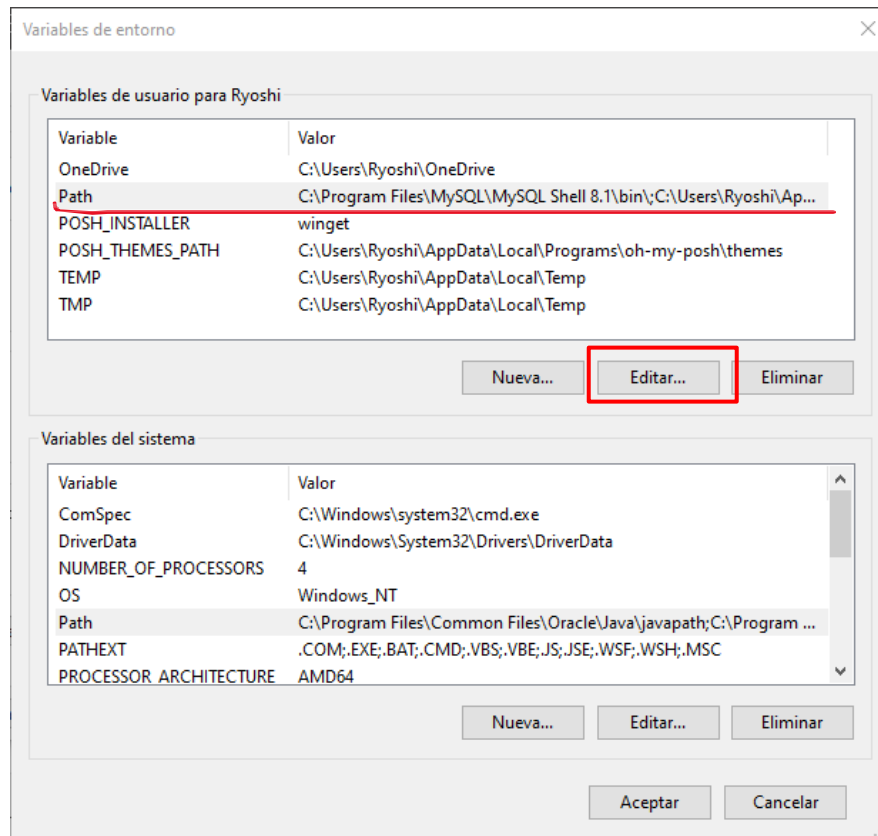 Variables de entorno
Variables de usuario para Ryoshi
Variable Valor
OneDrive C:\Users\Ryoshi\OneDrive
Path C:\Program Files\MySQL\MySQL Shell 8.1\bin\;C:\Users\Ryoshi\Ap...
POSH_INSTALLER winget
POSH_THEMES_PATH C:\Users\Ryoshi\AppData\Local\Programs\oh-my-posh\themes
TEMP C:\Users\Ryoshi\AppData\Local\Temp
TMP C:\Users\Ryoshi\AppData\Local\Temp
Nueva... Editar... Eliminar
Variables del sistema
Variable Valor
ComSpec C:\Windows\system32\cmd.exe
DriverData C:\Windows\System32\Drivers\DriverData
NUMBER_OF_PROCESSORS 4
OS Windows_NT
Path C:\Program Files\Common Files\Oracle\Java\javapath;C:\Program ...
PATHEXT .COM;.EXE;.BAT;.CMD;.VBS;.VBE;.JS;.JSE;.WSF;.WSH;.MSC
PROCESSOR_ARCHITECTURE AMD64
Nueva... Editar... Eliminar
Aceptar Cancelar